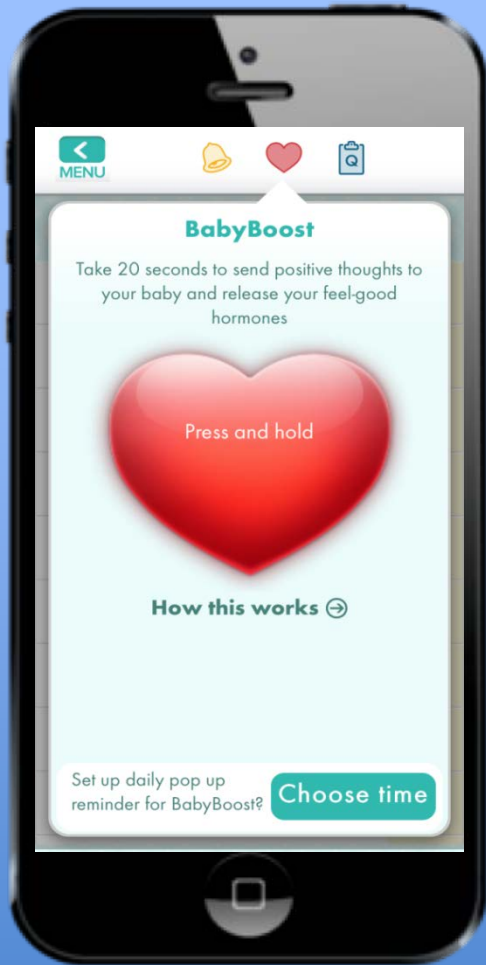 MENU
Q
BabyBoost
Take 20 seconds to send positive thoughts to
your baby and release your feel-good
hormones
Press and hold
How this works
Set up daily pop up
reminder for BabyBoost?
Choose time